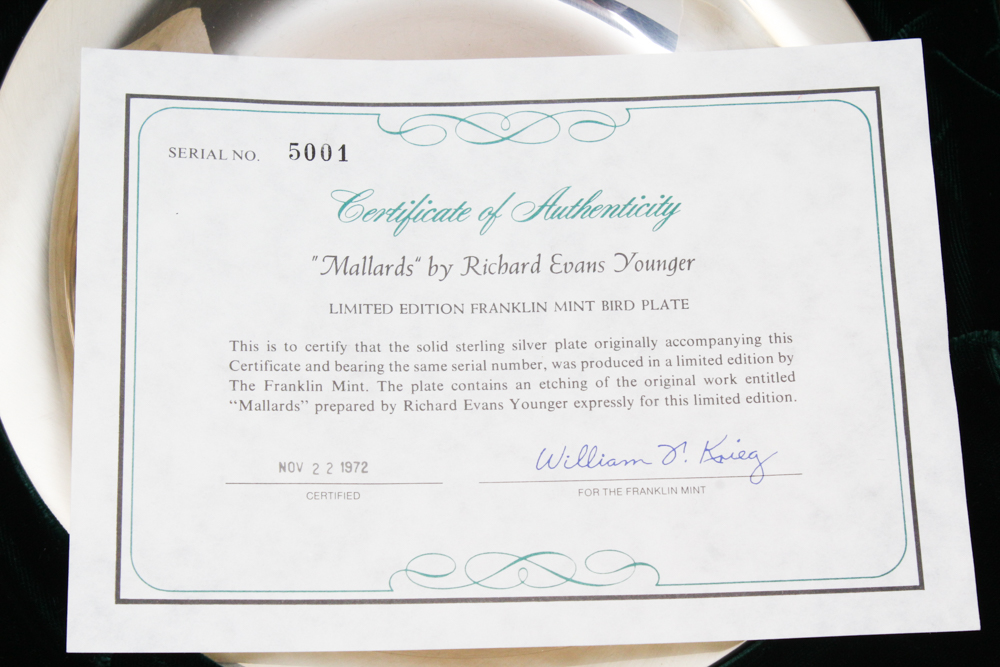 SERIAL NO. 5001
Certificate of Authenticity
"Mallards" by Richard Evans Younger
LIMITED EDITION FRANKLIN MINT BIRD PLATE
This is to certify that the solid sterling silver plate originally accompanying this
Certificate and bearing the same serial number, was produced in a limited edition by
The Franklin Mint. The plate contains an etching of the original work entitled
“Mallards” prepared by Richard Evans Younger expressly for this limited edition.
NOV 22 1972
William T. Krieg
CERTIFIED
FOR THE FRANKLIN MINT